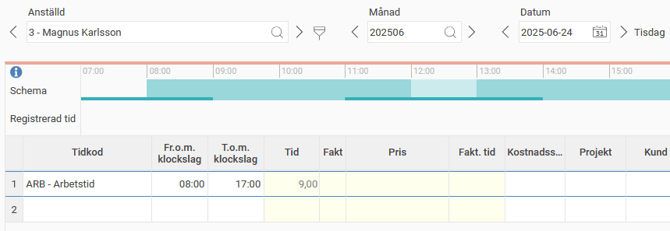 Anställd Månad Datum
3 - Magnus Karlsson 202506 2025-06-24 Tisdag
07:00 08:00 09:00 10:00 11:00 12:00 13:00 14:00 15:00
Schema
Registrerad tid
Tidkod Fr.o.m. klockslag T.o.m. klockslag Tid Fakt Pris Fakt. tid Kostnadss... Projekt Kund
1 ARB - Arbetstid 08:00 17:00 9,00
2